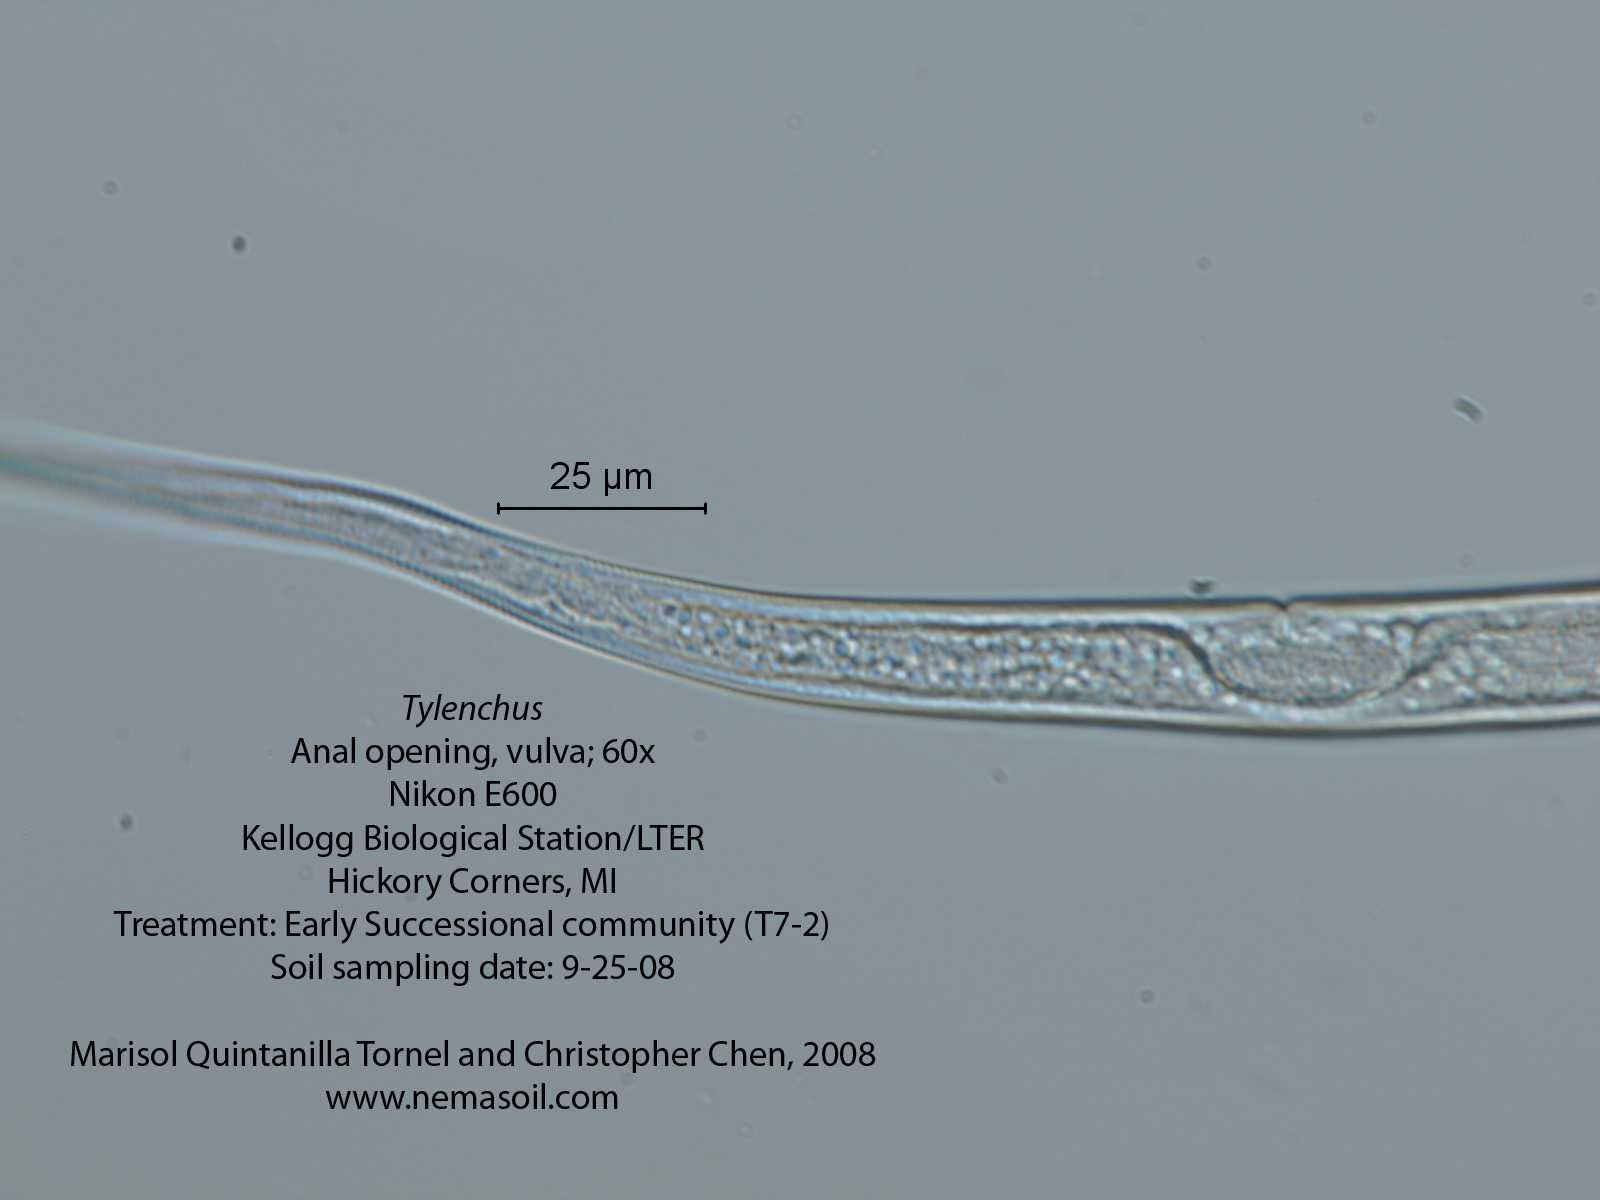 25 µm
Tylenchus
Anal opening, vulva; 60x
Nikon E600
Kellogg Biological Station/LTER
Hickory Corners, MI
Treatment: Early Successional community (T7-2)
Soil sampling date: 9-25-08
Marisol Quintanilla Tornel and Christopher Chen, 2008
www.nemasoil.com